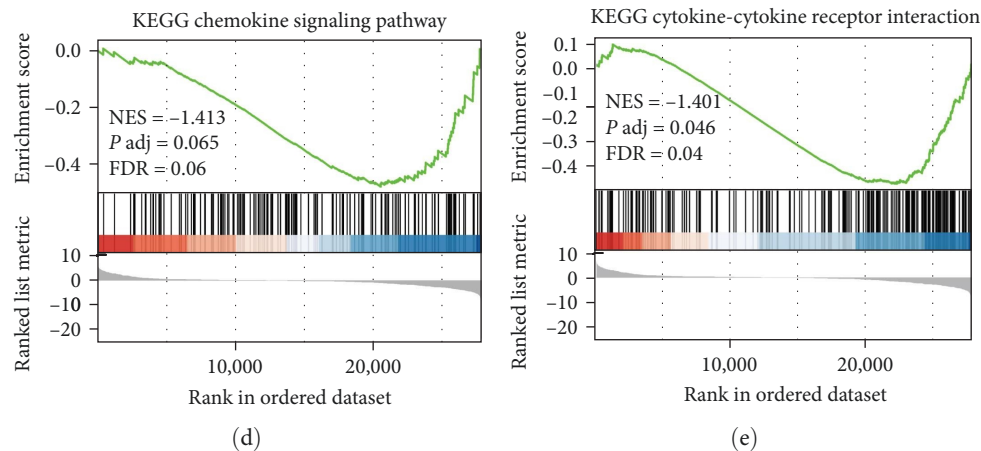 KEGG chemokine signaling pathway
Enrichment score
0.0
−0.2
−0.4
NES = −1.413
P adj = 0.065
FDR = 0.06
Ranked list metric
10
0
−10
−20
10,000
20,000
Rank in ordered dataset
(d)
KEGG cytokine-cytokine receptor interaction
Enrichment score
0.1
0.0
−0.1
−0.2
−0.3
−0.4
NES = −1.401
P adj = 0.046
FDR = 0.04
Ranked list metric
10
0
−10
−20
10,000
20,000
Rank in ordered dataset
(e)